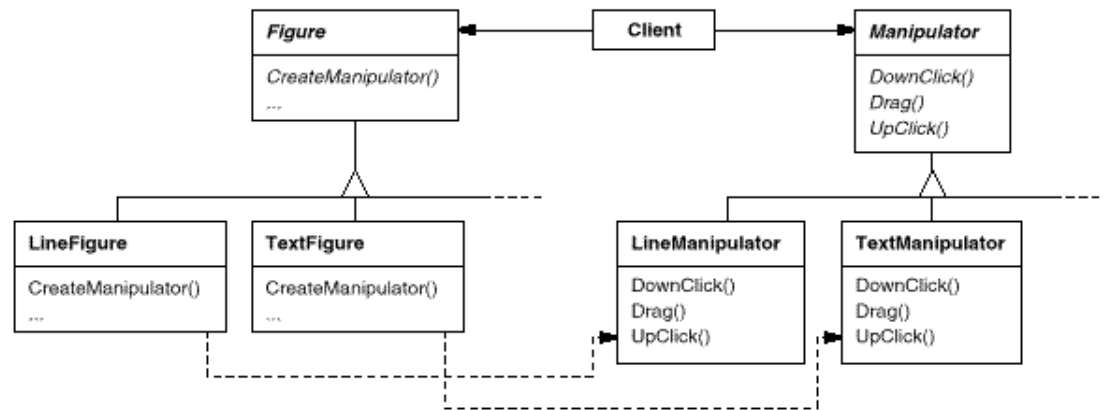 Figure
CreateManipulator()
...
Client
Manipulator
DownClick()
Drag()
UpClick()
LineFigure
CreateManipulator()
...
TextFigure
CreateManipulator()
...
LineManipulator
DownClick()
Drag()
UpClick()
TextManipulator
DownClick()
Drag()
UpClick()